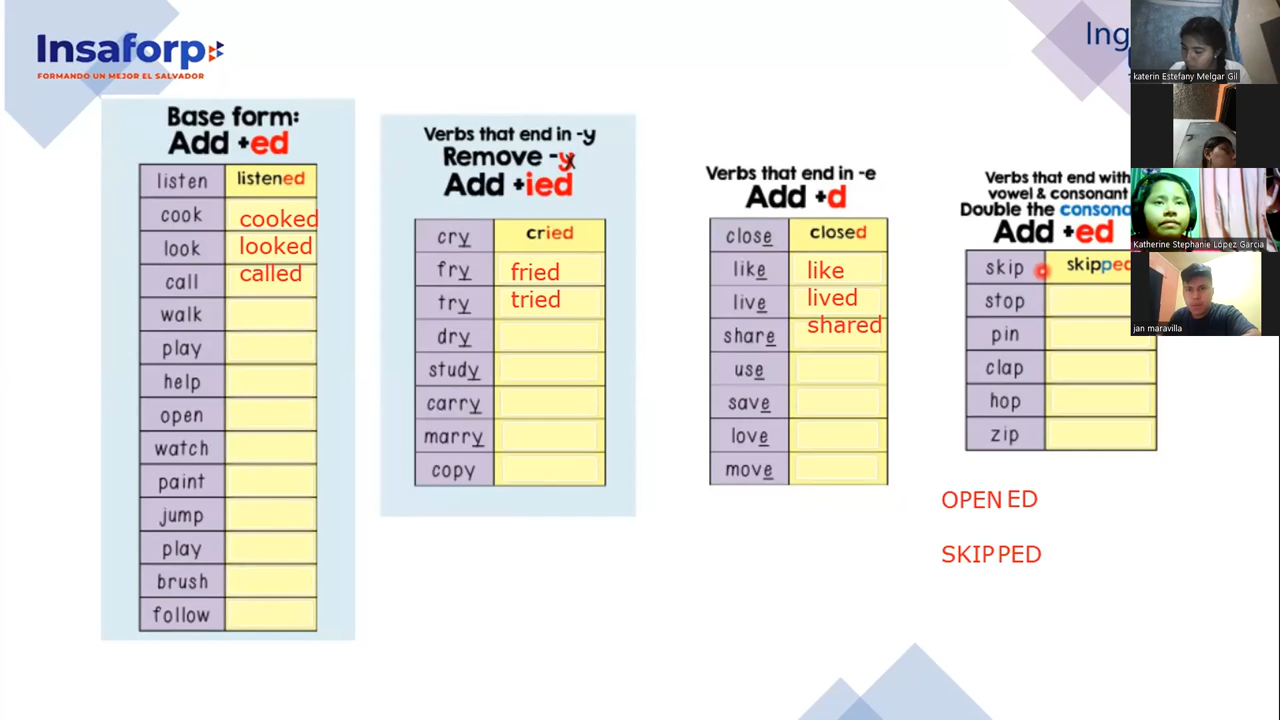 Insaforp
FORMANDO UN MEJOR EL SALVADOR
Ing
Base form:
Add +ed
listen listened
cook cooked
look looked
call called
walk
play
help
open
watch
paint
jump
play
brush
follow
Verbs that end in -y
Remove -y
Add +ied
cry cried
fry fried
try tried
dry
study
carry
marry
copy
Verbs that end in -e
Add +d
close closed
like like
live lived
share shared
use
save
love
move
Verbs that end with
vowel & consonant
Double the consona
Add +ed
skip skipped
stop
pin
clap
hop
zip
OPEN ED
SKIPPED
katerin Estefany Melgar Gil
Katherine Stephanie López Garcia
jan maravilla